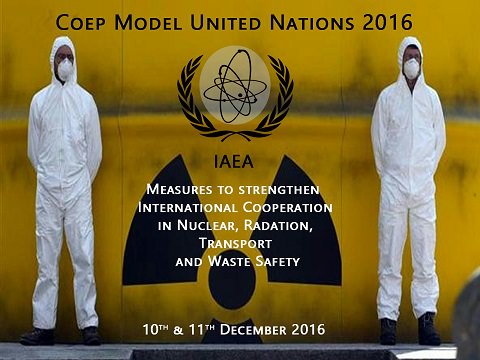 Coep Model United Nations 2016
IAEA
Measures to strengthen
International Cooperation
in Nuclear, Radation,
Transport
and Waste Safety
10th & 11th December 2016